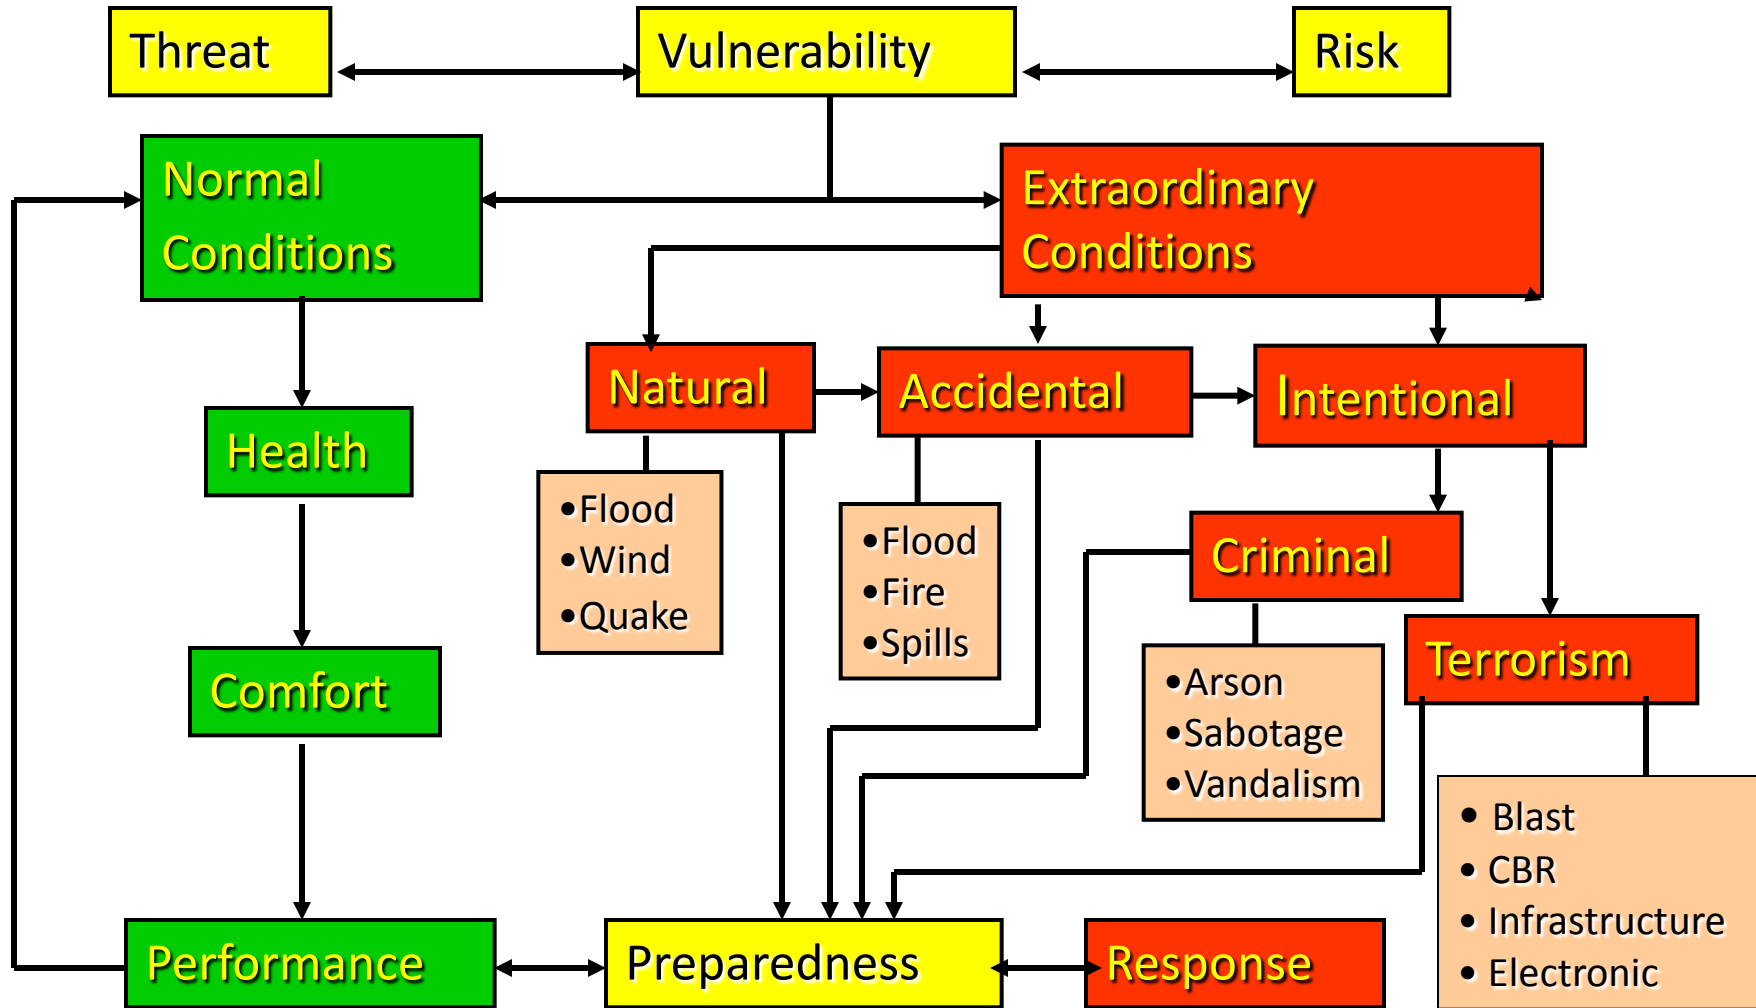 Threat
Vulnerability
Risk
Normal
Conditions
Extraordinary
Conditions
Natural
Accidental
Intentional
Health
•Flood
•Wind
•Quake
•Flood
•Fire
•Spills
Criminal
Terrorism
Comfort
•Arson
•Sabotage
•Vandalism
• Blast
• CBR
• Infrastructure
• Electronic
Performance
Preparedness
Response